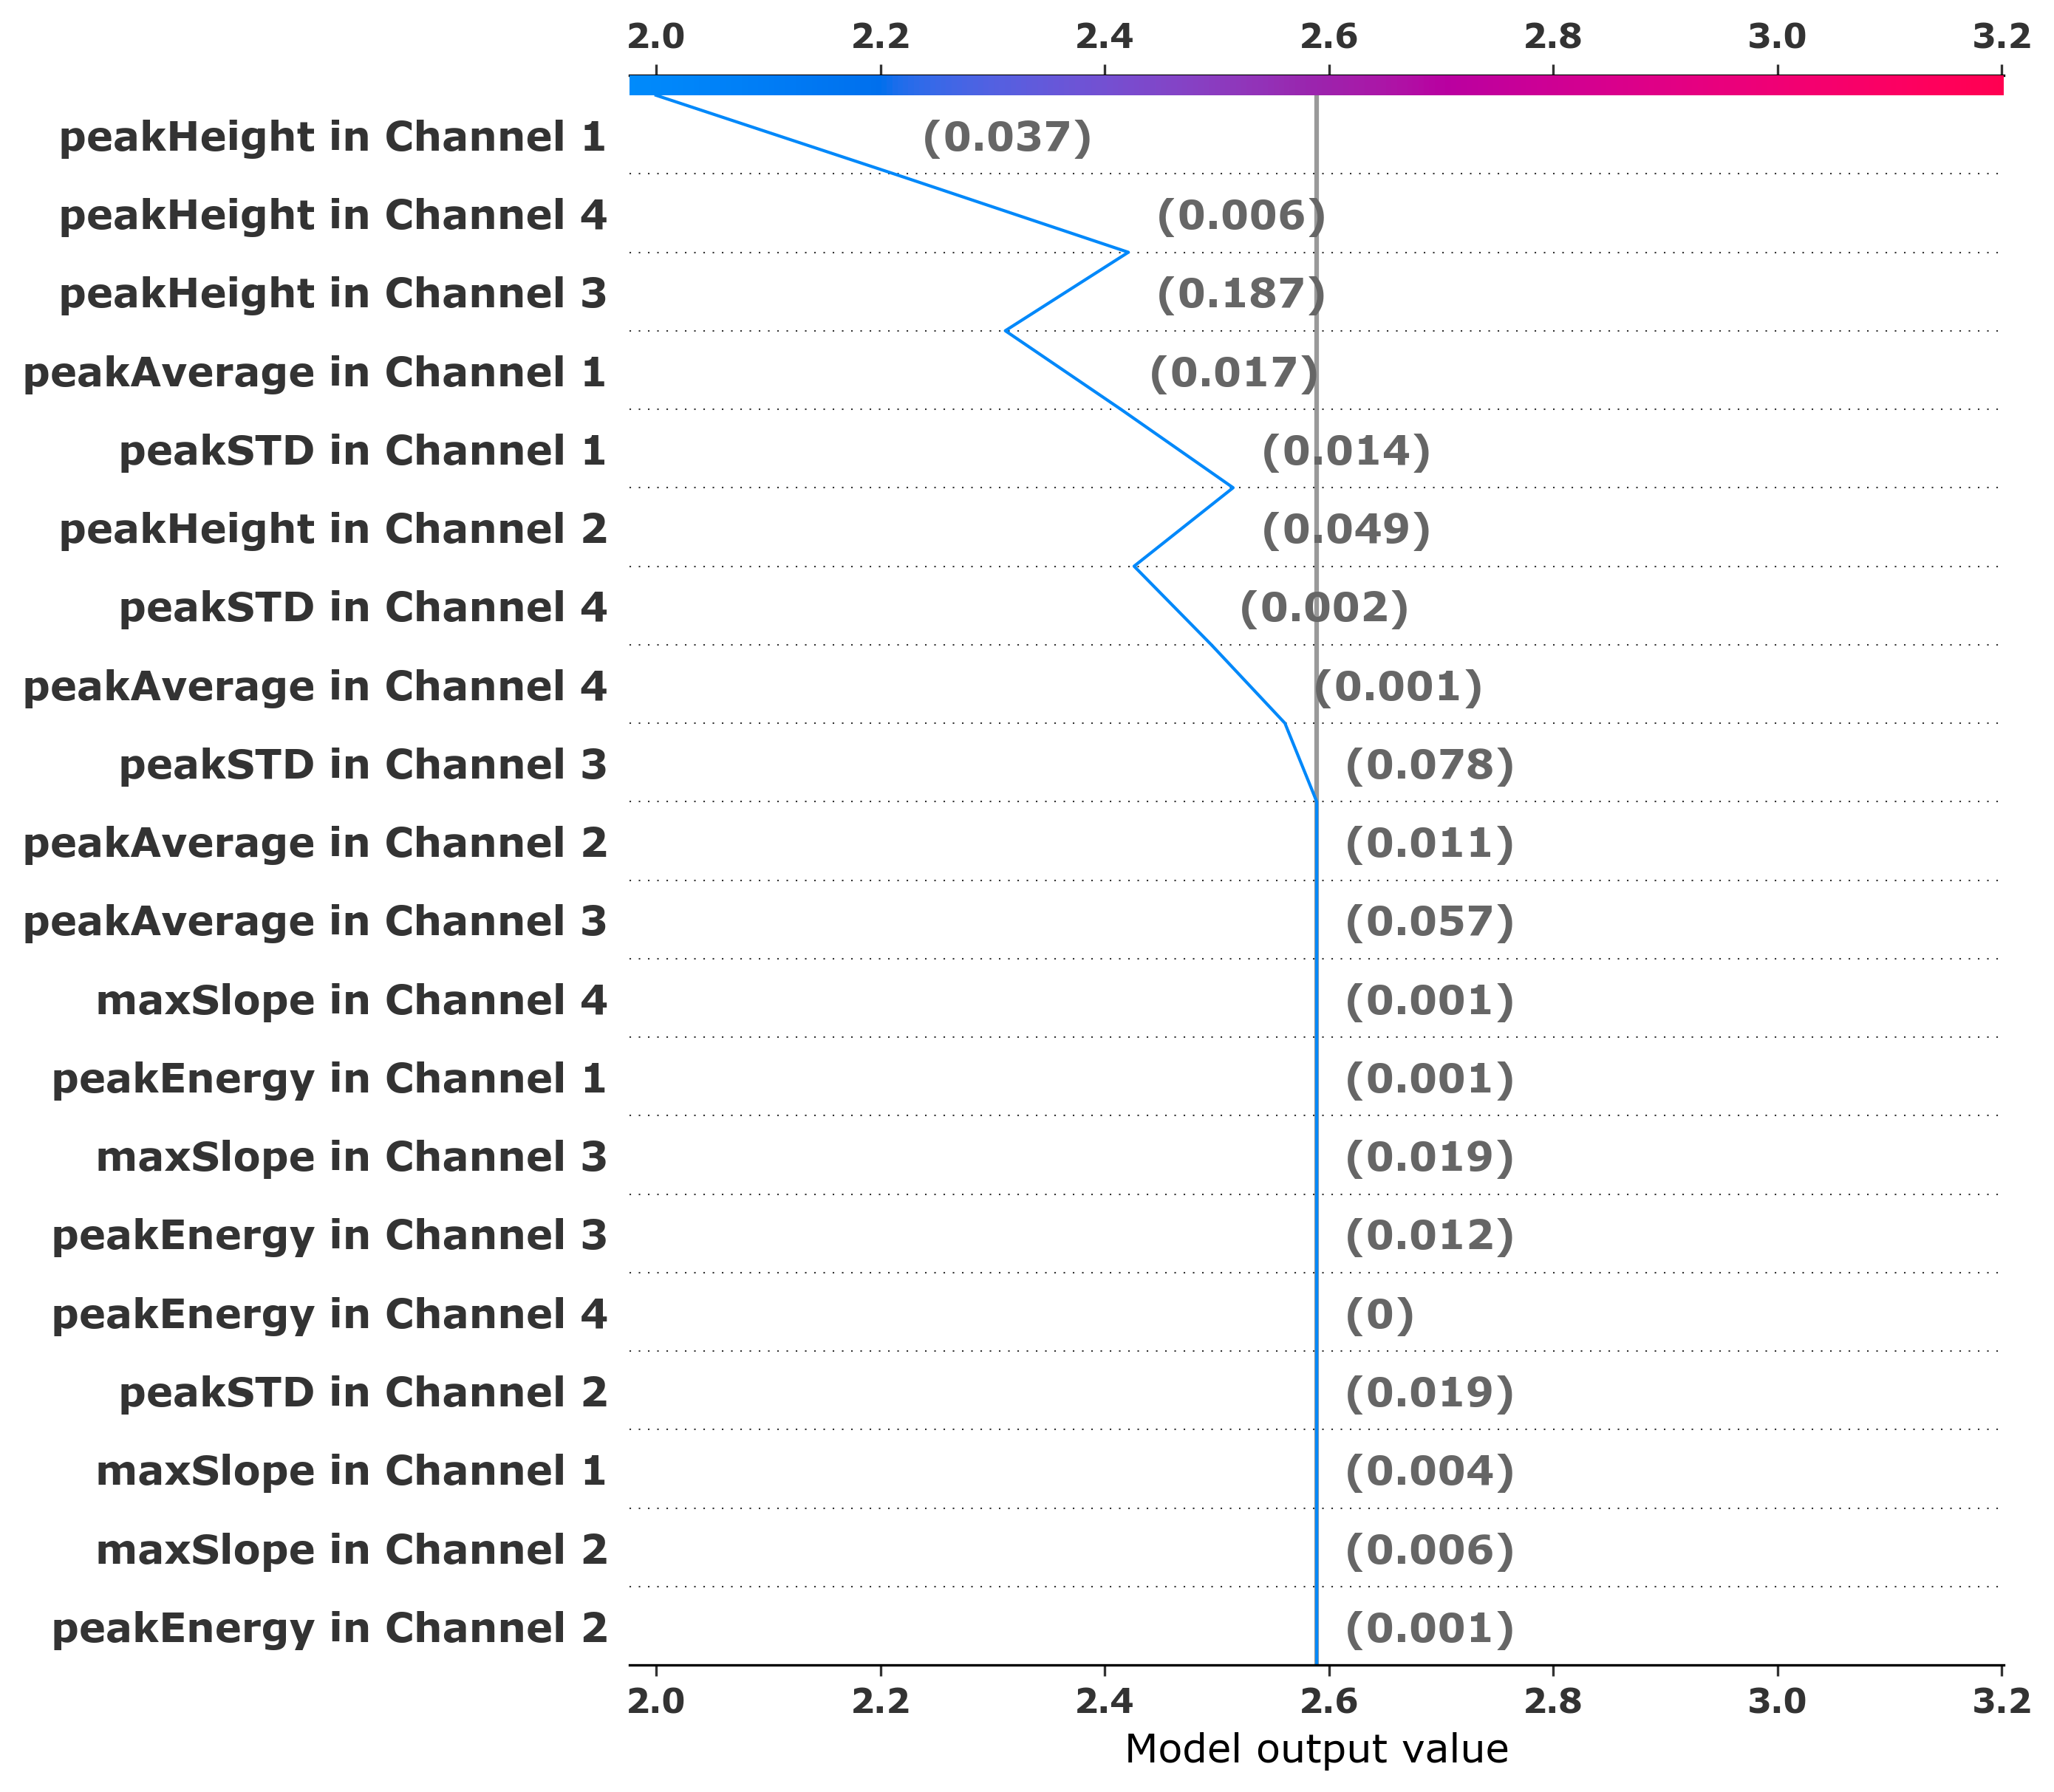 2.0 2.2 2.4 2.6 2.8 3.0 3.2
peakHeight in Channel 1 (0.037)
peakHeight in Channel 4 (0.006)
peakHeight in Channel 3 (0.187)
peakAverage in Channel 1 (0.017)
peakSTD in Channel 1 (0.014)
peakHeight in Channel 2 (0.049)
peakSTD in Channel 4 (0.002)
peakAverage in Channel 4 (0.001)
peakSTD in Channel 3 (0.078)
peakAverage in Channel 2 (0.011)
peakAverage in Channel 3 (0.057)
maxSlope in Channel 4 (0.001)
peakEnergy in Channel 1 (0.001)
maxSlope in Channel 3 (0.019)
peakEnergy in Channel 3 (0.012)
peakEnergy in Channel 4 (0)
peakSTD in Channel 2 (0.019)
maxSlope in Channel 1 (0.004)
maxSlope in Channel 2 (0.006)
peakEnergy in Channel 2 (0.001)
2.0 2.2 2.4 2.6 2.8 3.0 3.2
Model output value